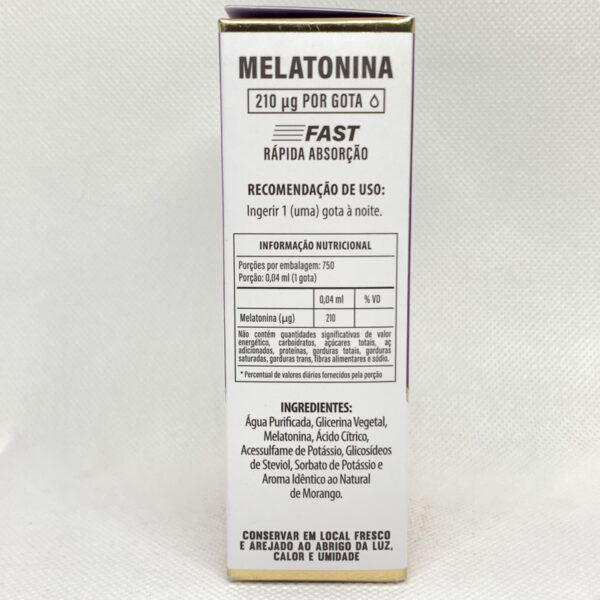 MELATONINA
210 µg POR GOTA
FAST
RÁPIDA ABSORÇÃO
RECOMENDAÇÃO DE USO:
Ingerir 1 (uma) gota à noite.
INFORMAÇÃO NUTRICIONAL
Porções por embalagem: 750
Porção: 0,04 ml (1 gota)
0,04 ml % VD
Melatonina (µg) 210
Não contém quantidades significativas de valor
energético, carboidratos, açúcares totais, aç
adicionados, proteínas, gorduras totais, gorduras
saturadas, gorduras trans, fibras alimentares e sódio.
* Percentual de valores diários fornecidos pela porção
INGREDIENTES:
Água Purificada, Glicerina Vegetal,
Melatonina, Ácido Cítrico,
Acessulfame de Potássio, Glicosídeos
de Steviol, Sorbato de Potássio e
Aroma Idêntico ao Natural
de Morango.
CONSERVAR EM LOCAL FRESCO
E AREJADO AO ABRIGO DA LUZ,
CALOR E UMIDADE